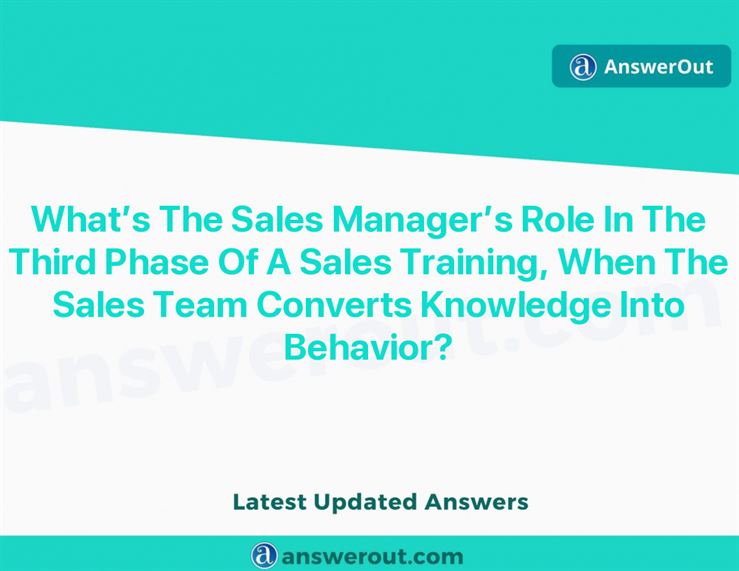 AnswerOut
What’s The Sales Manager’s Role In The
Third Phase Of A Sales Training, When The
Sales Team Converts Knowledge Into
Behavior?
answerout.com
Latest Updated Answers
answerout.com